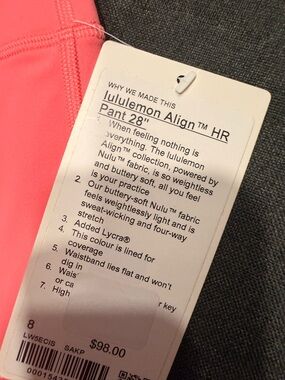 WHY WE MADE THIS
lululemon Align™ HR
Pant 28"
When feeling nothing is
everything. The lululemon
Align™ collection, powered by
Nulu™ fabric, is so weightless
and buttery soft, all you feel
is your practice
2. Our buttery-soft Nulu™ fabric
feels weightlessly light and is
sweat-wicking and four-way
stretch
3. Added Lycra®
4. This colour is lined for
coverage
5. Waistband lies flat and won't
dig in
6. Wais
or ca
7. High
r key
8
$98.00
LW5ECIS SAKP